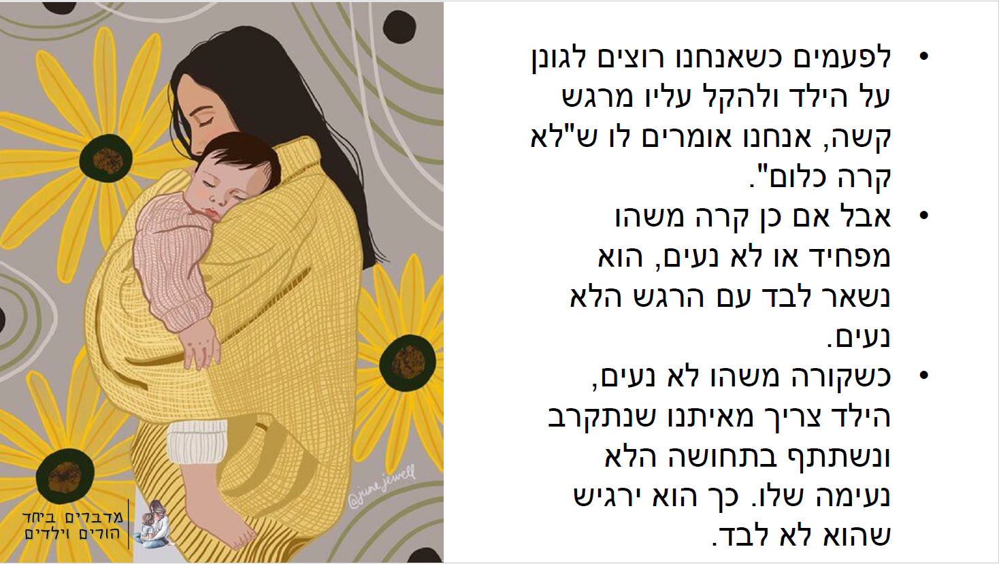 • לפעמים כשאנחנו רוצים לגונן
על הילד ולהקל עליו מרגש
קשה, אנחנו אומרים לו ש"לא
קרה כלום".
• אבל אם כן קרה משהו
מפחיד או לא נעים, הוא
נשאר לבד עם הרגש הלא
נעים.
• כשקורה משהו לא נעים,
הילד צריך מאיתנו שנתקרב
ונשתתף בתחושה הלא
נעימה שלו. כך הוא ירגיש
שהוא לא לבד.
@june jewell
מדברים ביחד
הורים וילדים